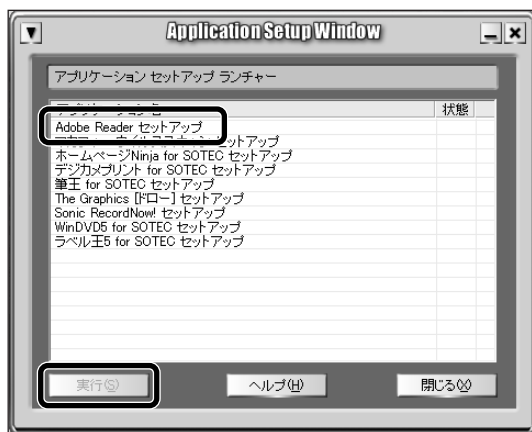 Application Setup Window
アプリケーション セットアップ ランチャー
状態
Adobe Reader セットアップ
セットアップ
ホームページNinja for SOTEC セットアップ
デジカメプリント for SOTEC セットアップ
筆王 for SOTEC セットアップ
The Graphics [ドロー] セットアップ
Sonic RecordNow! セットアップ
WinDVD5 for SOTEC セットアップ
ラベル王5 for SOTEC セットアップ
実行(S)
ヘルプ(H)
閉じる(X)